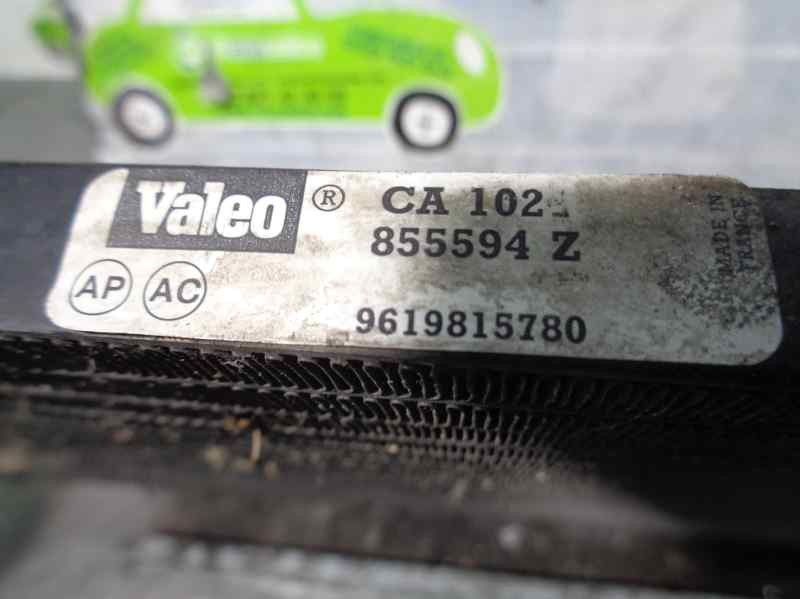 Valeo ® CA 102
855594 Z
AP AC
9619815780
MADE IN
FRANCE